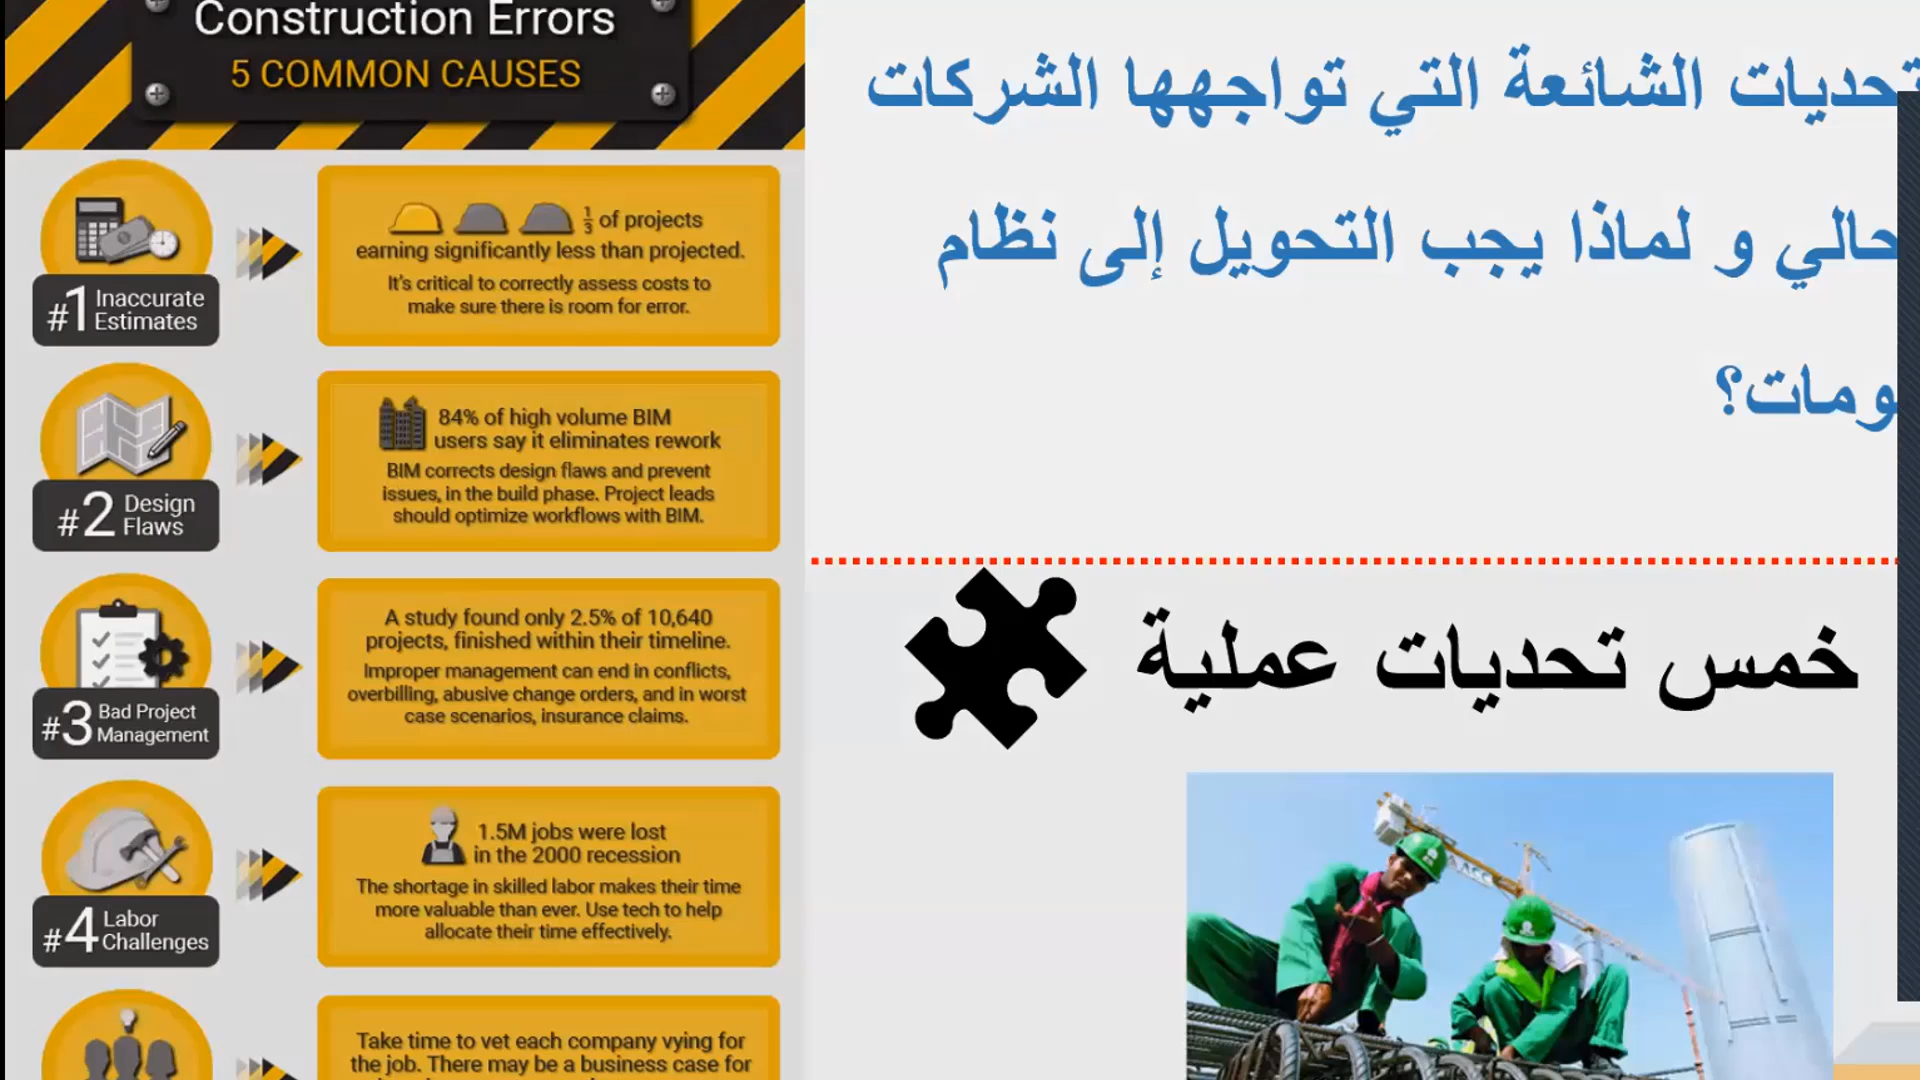 Construction Errors
5 COMMON CAUSES
#1 Inaccurate
Estimates
1/3 of projects
earning significantly less than projected.
It's critical to correctly assess costs to
make sure there is room for error.
#2 Design
Flaws
84% of high volume BIM
users say it eliminates rework
BIM corrects design flaws and prevent
issues, in the build phase. Project leads
should optimize workflows with BIM.
#3 Bad Project
Management
A study found only 2.5% of 10,640
projects, finished within their timeline.
Improper management can end in conflicts,
overbilling, abusive change orders, and in worst
case scenarios, insurance claims.
#4 Labor
Challenges
1.5M jobs were lost
in the 2000 recession
The shortage in skilled labor makes their time
more valuable than ever. Use tech to help
allocate their time effectively.
Take time to vet each company vying for
the job. There may be a business case for
تحديات الشائعة التي تواجهها الشركات
حالي و لماذا يجب التحويل إلى نظام
ومات؟
خمس تحديات عملية